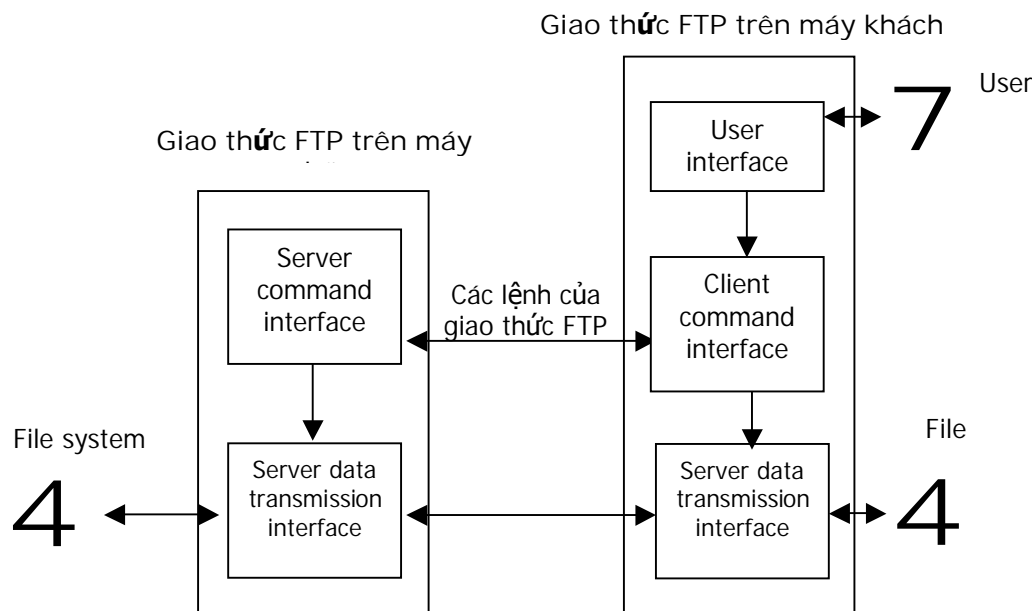 Giao thức FTP trên máy khách
User
7
User
interface
Giao thức FTP trên máy
Server
command
interface
Các lệnh của
giao thức FTP
Client
command
interface
File system
4
Server data
transmission
interface
Server data
transmission
interface
File
4